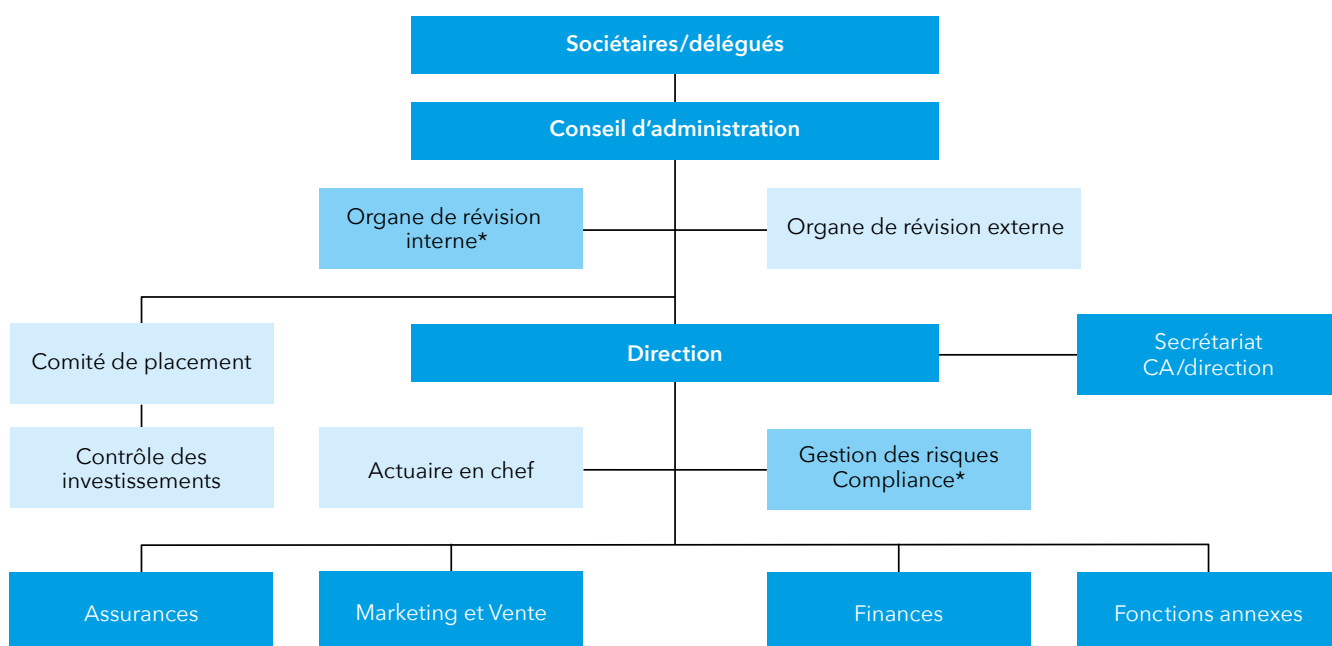 Sociétaires/délégués
Conseil d'administration
Organe de révision
interne*
Organe de révision externe
Comité de placement
Direction
Secrétariat
CA/direction
Contrôle des
investissements
Actuaire en chef
Gestion des risques
Compliance*
Assurances
Marketing et Vente
Finances
Fonctions annexes